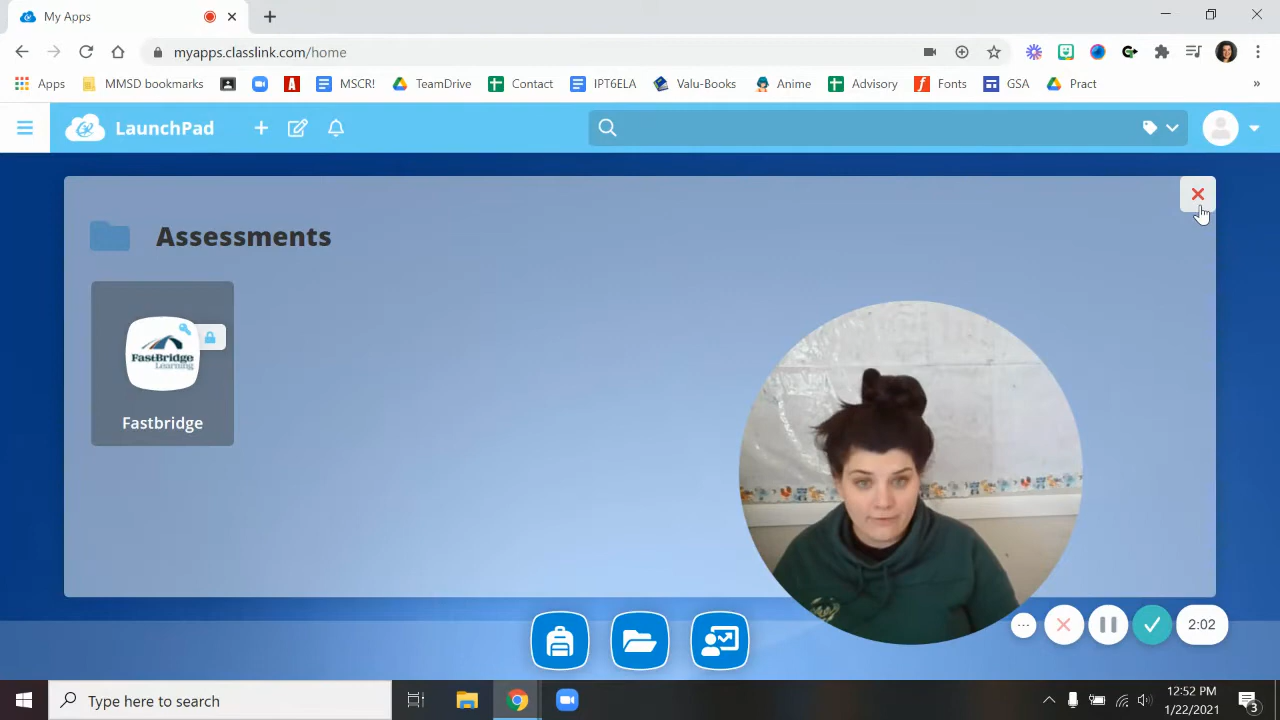 My Apps
myapps.classlink.com/home
Apps MMSD bookmarks MSCR! TeamDrive Contact IPT6ELA Valu-Books Anime Advisory Fonts GSA Pract »
LaunchPad
Assessments
FastBridge
Learning
Fastbridge
2:02
Type here to search
12:52 PM
1/22/2021
3